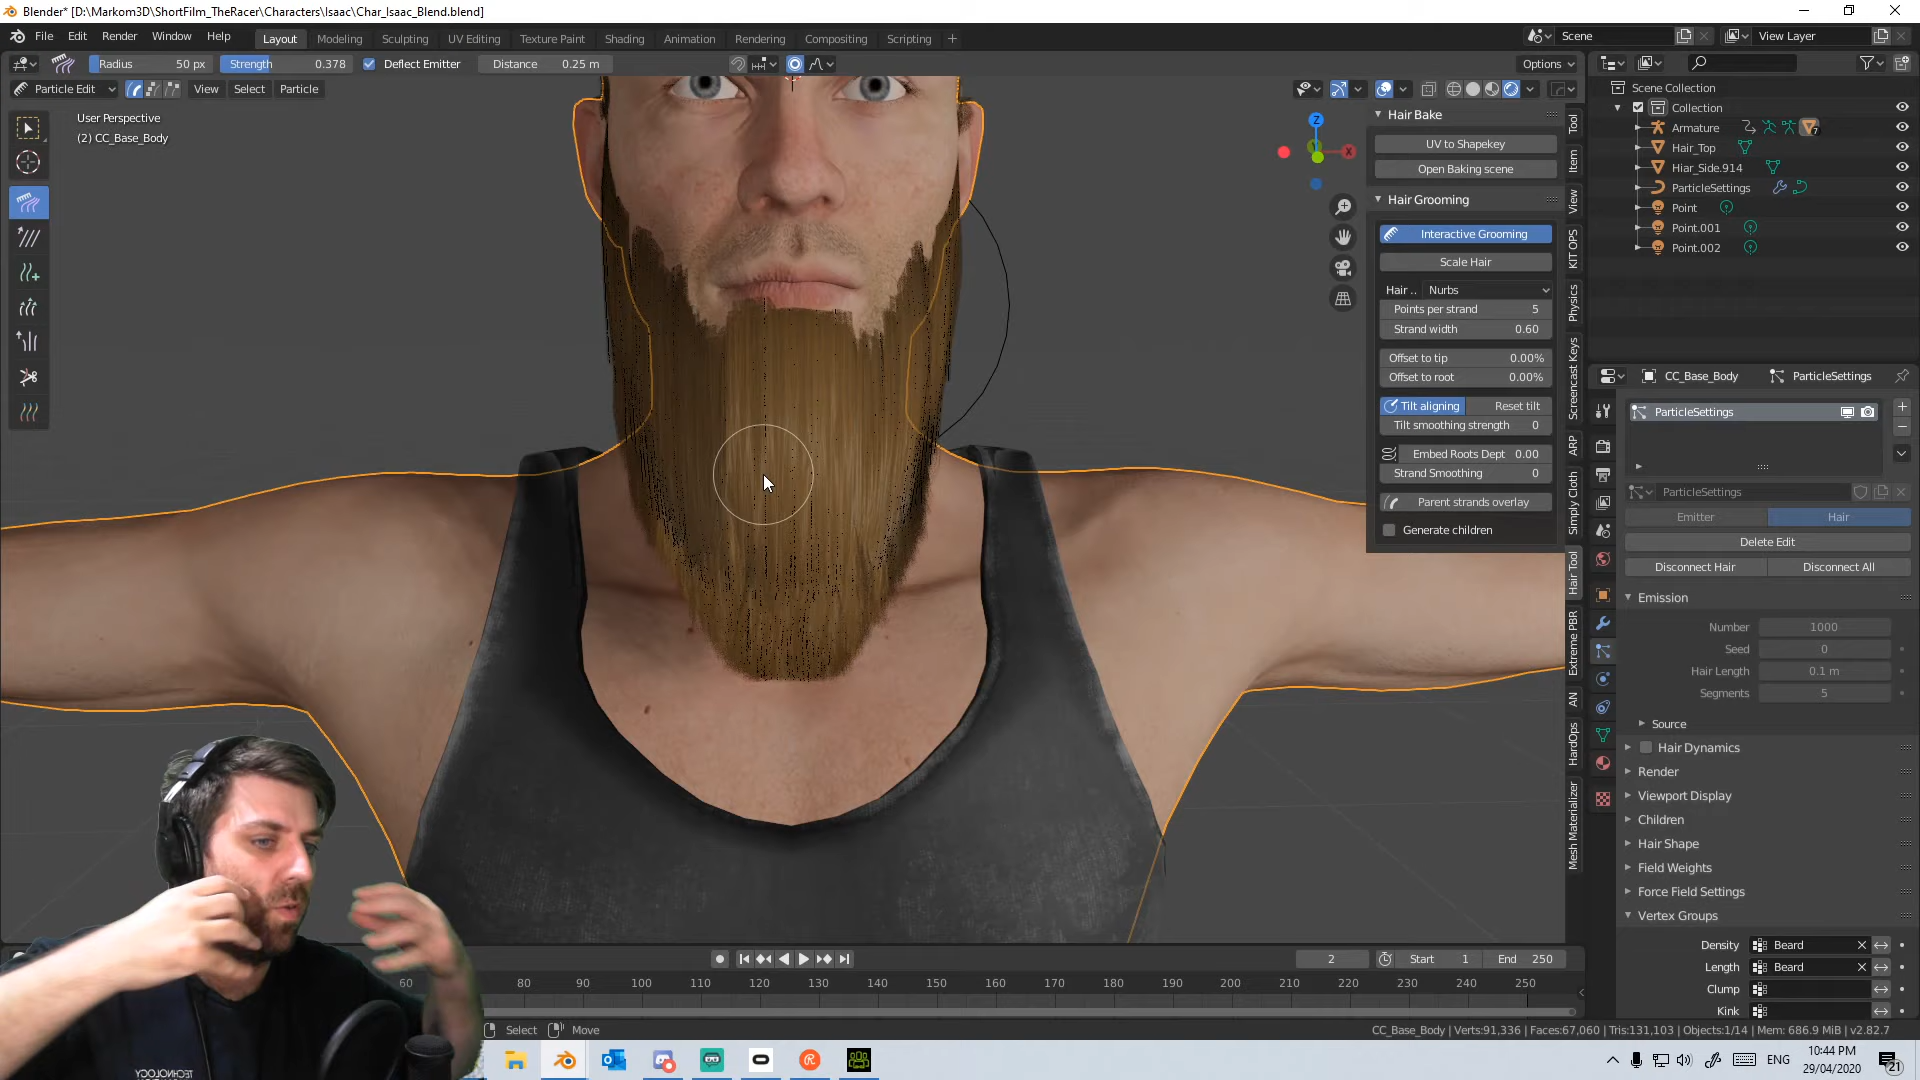 Blender* [D:\Markom3D\ShortFilm_TheRacer\Characters\Isaac\Char_Isaac_Blend.blend]
File Edit Render Window Help
Layout Modeling Sculpting UV Editing Texture Paint Shading Animation Rendering Compositing Scripting +
Scene View Layer
Radius 50 px Strength 0.378 Deflect Emitter Distance 0.25 m Options
Particle Edit View Select Particle
User Perspective
(2) CC_Base_Body
Z
X
Hair Bake
UV to Shapekey
Open Baking scene
Hair Grooming
Interactive Grooming
Scale Hair
Hair .. Nurbs
Points per strand 5
Strand width 0.60
Offset to tip 0.00%
Offset to root 0.00%
Tilt aligning Reset tilt
Tilt smoothing strength 0
Embed Roots Dept 0.00
Strand Smoothing 0
Parent strands overlay
Generate children
Tool
Item
View
KIT OPS
Physics
Screencast Keys
ARP
Simply Cloth
Hair Tool
Extreme PBR
AN
HardOps
Mesh Materializer
Scene Collection
Collection
Armature 7
Hair_Top
Hiar_Side.914
ParticleSettings
Point
Point.001
Point.002
CC_Base_Body ParticleSettings
ParticleSettings
ParticleSettings
Emitter Hair
Delete Edit
Disconnect Hair Disconnect All
Emission
Number 1000
Seed 0
Hair Length 0.1 m
Segments 5
Source
Hair Dynamics
Render
Viewport Display
Children
Hair Shape
Field Weights
Force Field Settings
Vertex Groups
Density Beard
Length Beard
Clump
Kink
2 Start 1 End 250
60 80 90 100 110 120 130 140 150 160 170 180 190 200 210 220 230 240 250
Select Move
CC_Base_Body | Verts:91,336 | Faces:67,060 | Tris:131,103 | Objects:1/14 | Mem: 686.9 MiB | v2.82.7
TECHNOLOGY
ENG
10:44 PM
29/04/2020
21